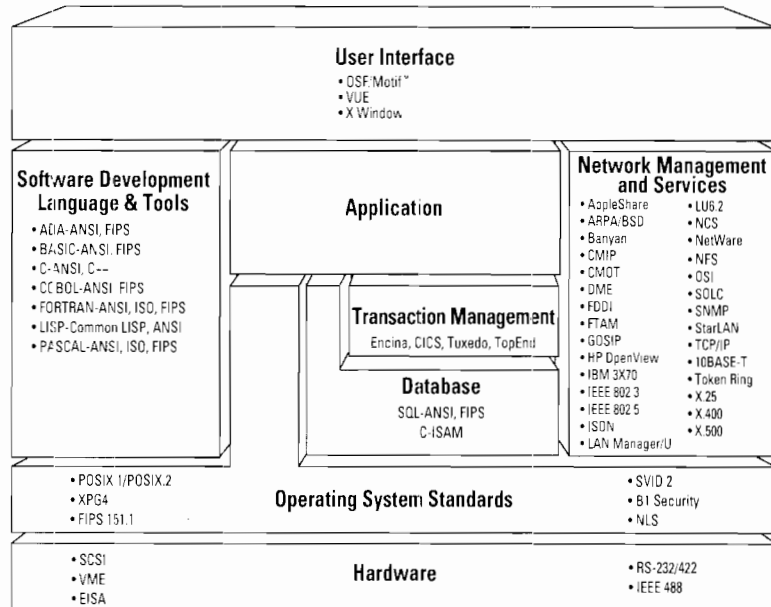 User Interface
• OSF/Motif™
• VUE
• X Window
Software Development
Language & Tools
• ADA-ANSI, FIPS
• BASIC-ANSI, FIPS
• C-ANSI, C--
• COBOL-ANSI FIPS
• FORTRAN-ANSI, ISO, FIPS
• LISP-Common LISP, ANSI
• PASCAL-ANSI, ISO, FIPS
Application
Transaction Management
Encina, CICS, Tuxedo, TopEnd
Database
SQL-ANSI, FIPS
C-ISAM
Network Management
and Services
• AppleShare
• ARPA/BSD
• Banyan
• CMIP
• CMOT
• DME
• FDDI
• FTAM
• GOSIP
• HP OpenView
• IBM 3X70
• IEEE 802 3
• IEEE 802 5
• ISDN
• LAN Manager/U
• LU6.2
• NCS
• NetWare
• NFS
• OSI
• SDLC
• SNMP
• StarLAN
• TCP/IP
• 10BASE-T
• Token Ring
• X.25
• X.400
• X.500
• POSIX 1/POSIX.2
• XPG4
• FIPS 151.1
Operating System Standards
• SVID 2
• B1 Security
• NLS
• SCSI
• VME
• EISA
Hardware
• RS-232/422
• IEEE 488